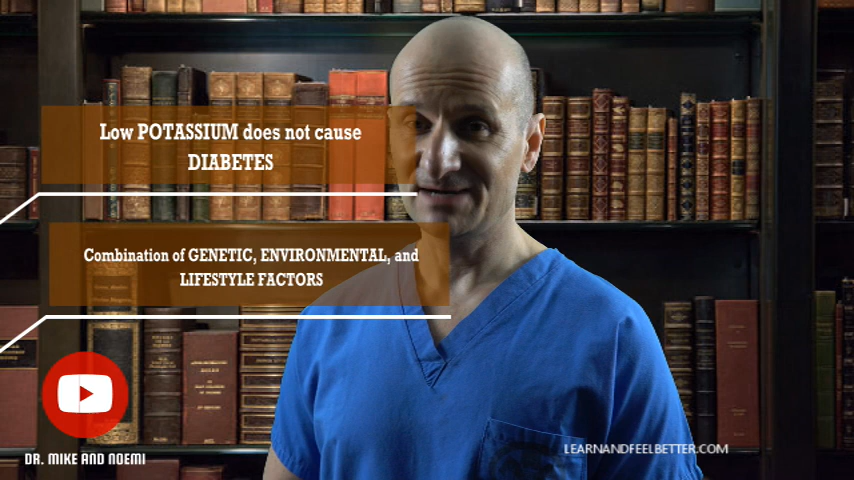 Low POTASSIUM does not cause
DIABETES
Combination of GENETIC, ENVIRONMENTAL, and
LIFESTYLE FACTORS
DR. MIKE AND NOEMI
LEARNANDFEELBETTER.COM